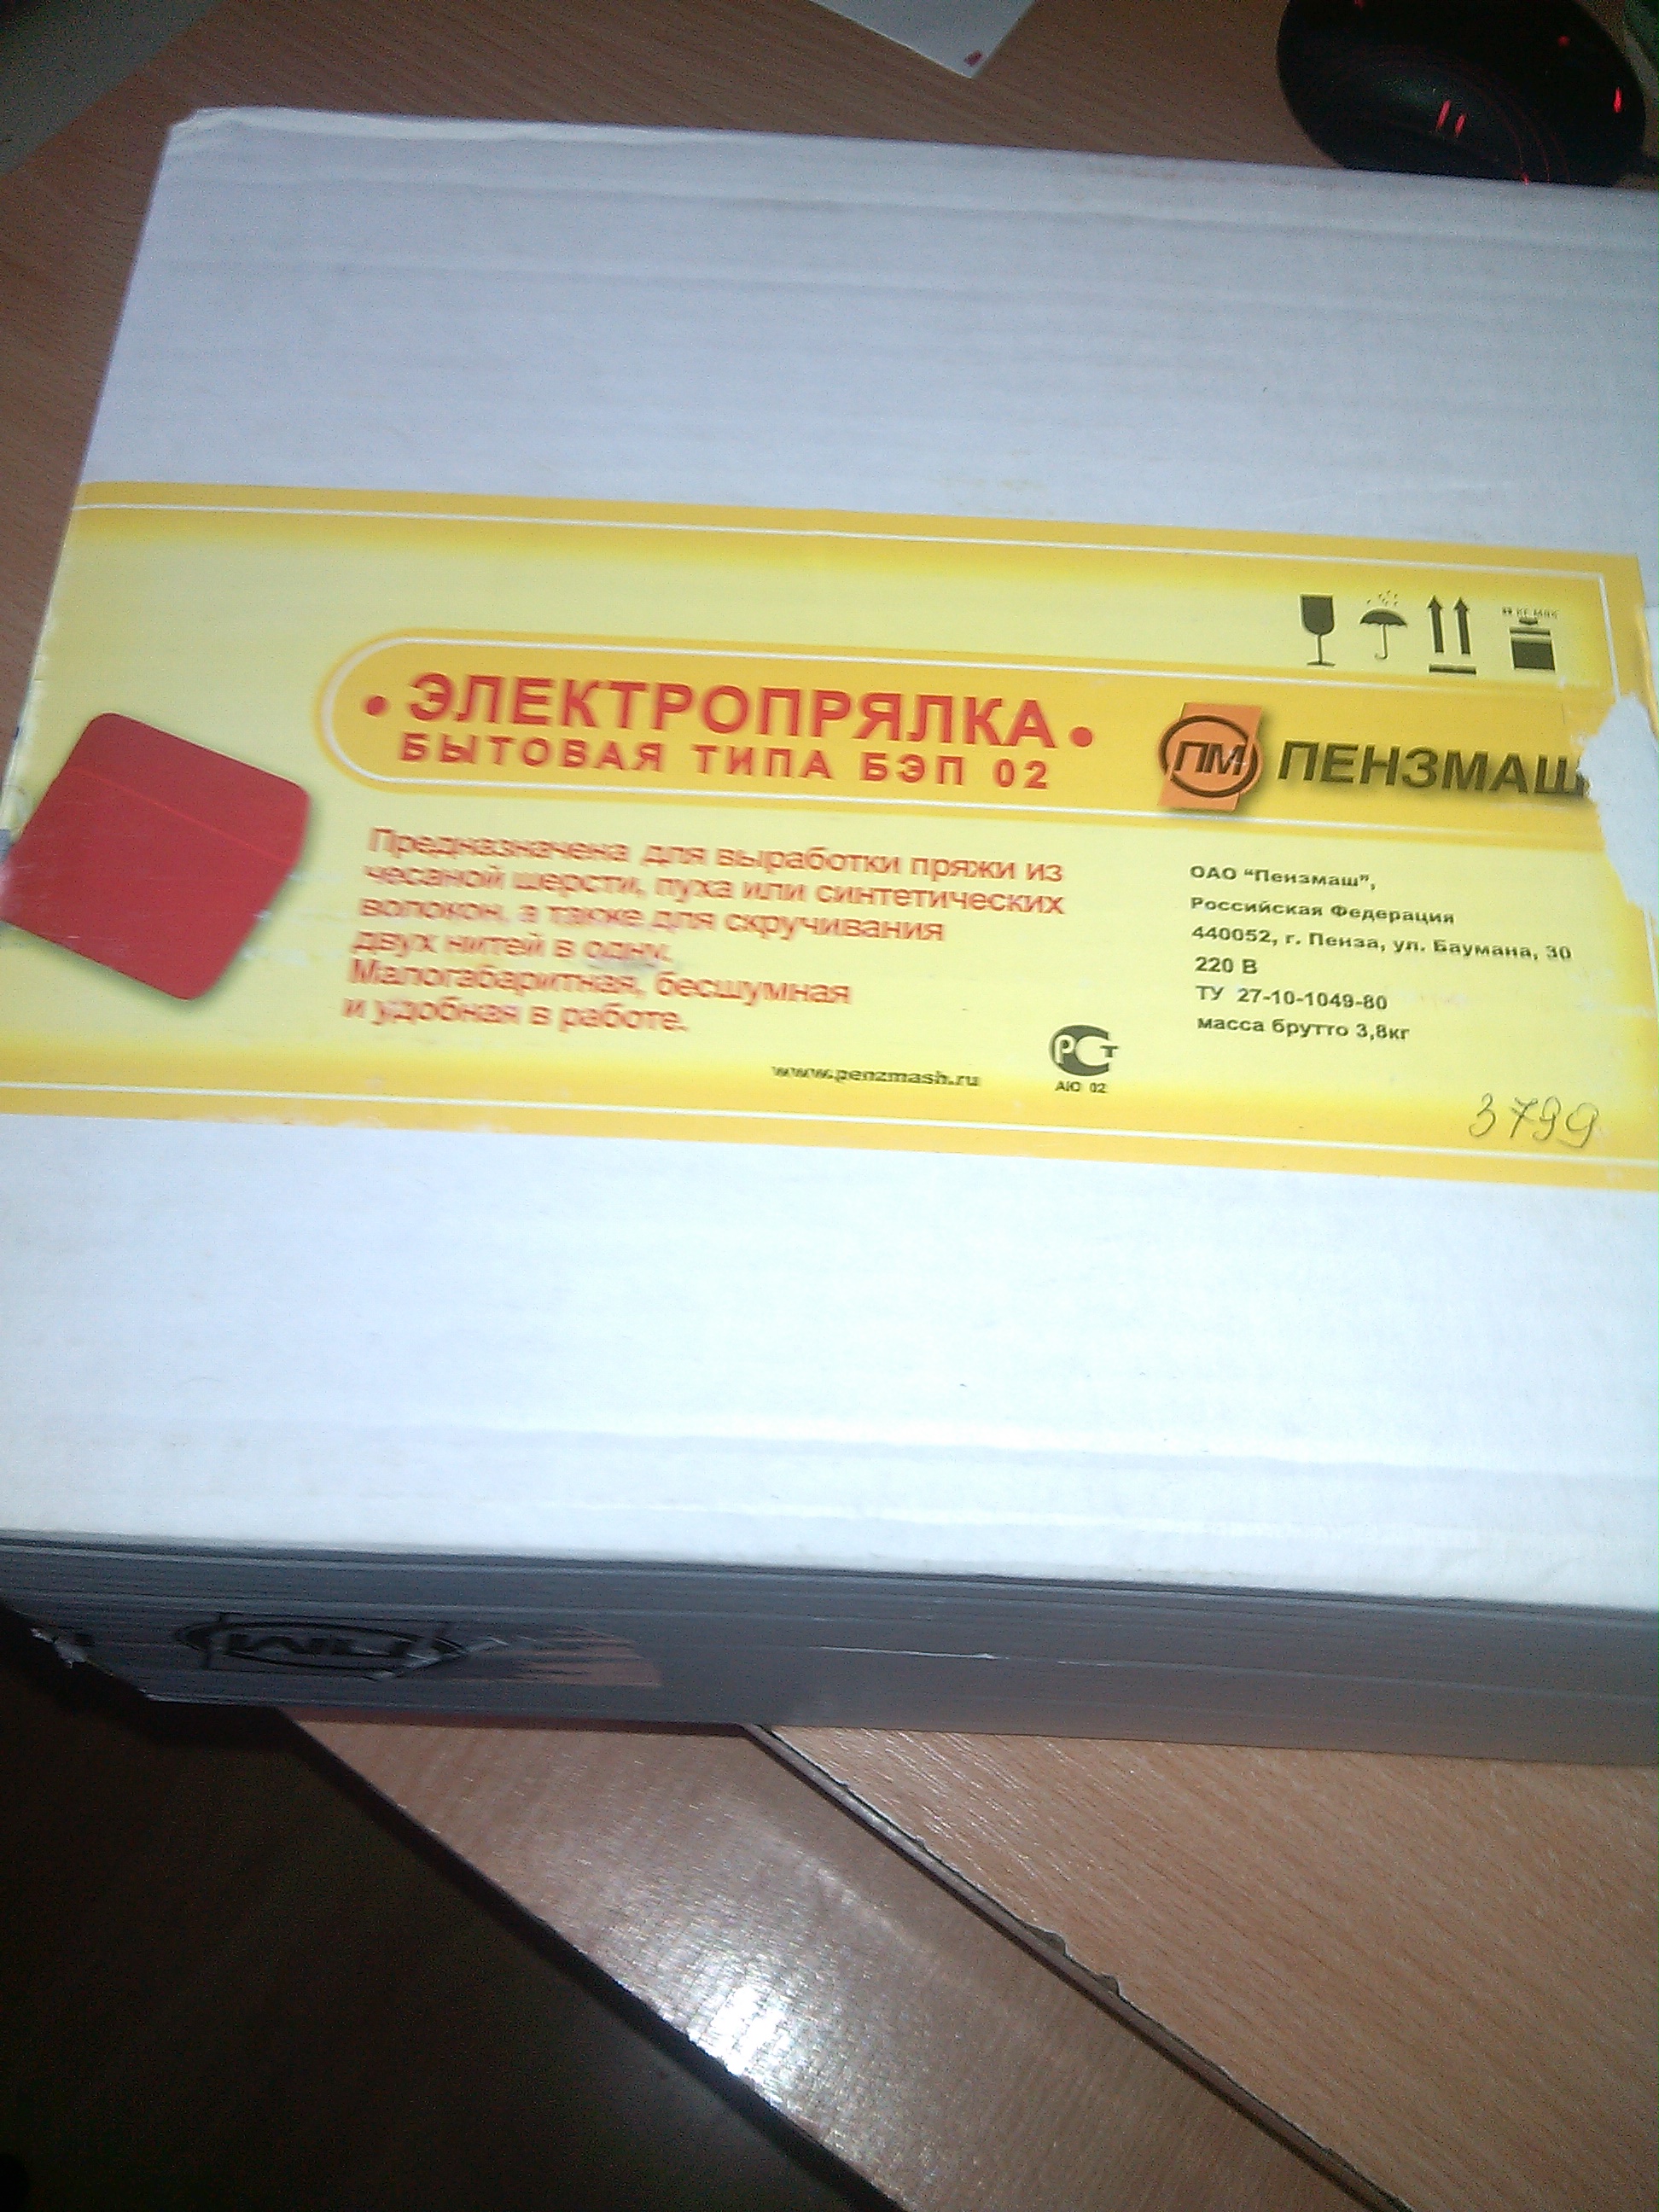 • ЭЛЕКТРОПРЯЛКА •
БЫТОВАЯ ТИПА БЭП 02
ПМ ПЕНЗМАШ
Предназначена для выработки пряжи из
чесаной шерсти, пуха или синтетических
волокон, а также для скручивания
двух нитей в одну.
Малогабаритная, бесшумная
и удобная в работе.
www.penzmash.ru
РСТ
АЮ 02
ОАО “Пензмаш”,
Российская Федерация
440052, г. Пенза, ул. Баумана, 30
220 В
ТУ 27-10-1049-80
масса брутто 3,8кг
3799
ПМ